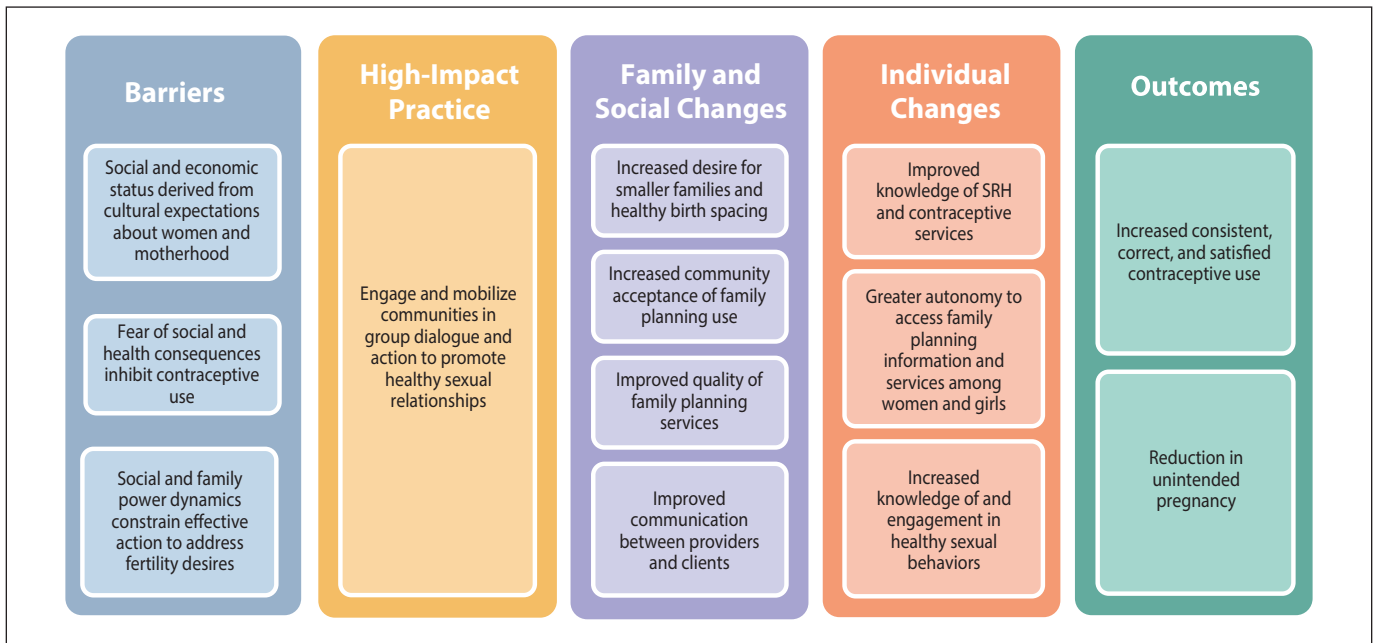 Barriers
Social and economic
status derived from
cultural expectations
about women and
motherhood
Fear of social and
health consequences
inhibit contraceptive
use
Social and family
power dynamics
constrain effective
action to address
fertility desires
High-Impact
Practice
Engage and mobilize
communities in
group dialogue and
action to promote
healthy sexual
relationships
Family and
Social Changes
Increased desire for
smaller families and
healthy birth spacing
Increased community
acceptance of family
planning use
Improved quality of
family planning
services
Improved
communication
between providers
and clients
Individual
Changes
Improved
knowledge of SRH
and contraceptive
services
Greater autonomy to
access family
planning
information and
services among
women and girls
Increased
knowledge of and
engagement in
healthy sexual
behaviors
Outcomes
Increased consistent,
correct, and satisfied
contraceptive use
Reduction in
unintended
pregnancy